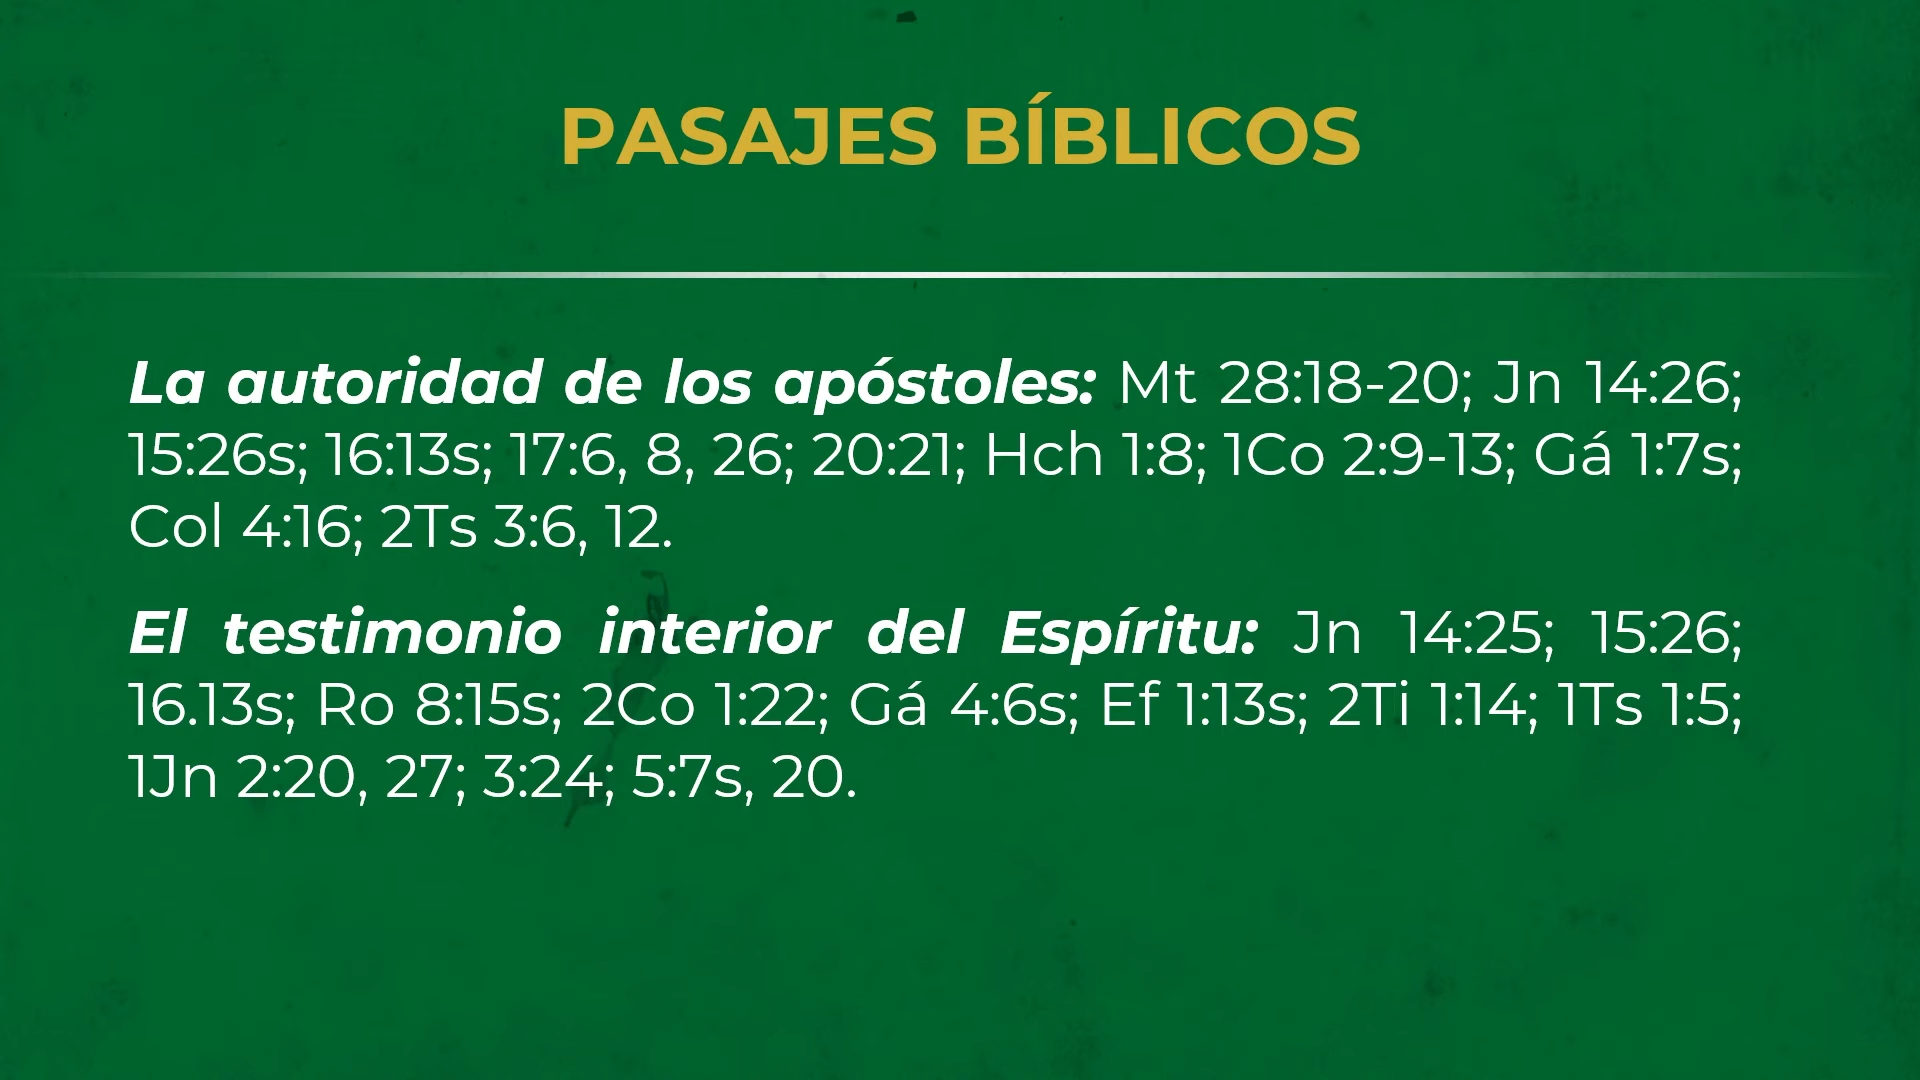 PASAJES BÍBLICOS
La autoridad de los apóstoles: Mt 28:18-20; Jn 14:26;
15:26s; 16:13s; 17:6, 8, 26; 20:21; Hch 1:8; 1Co 2:9-13; Gá 1:7s;
Col 4:16; 2Ts 3:6, 12.
El testimonio interior del Espíritu: Jn 14:25; 15:26;
16.13s; Ro 8:15s; 2Co 1:22; Gá 4:6s; Ef 1:13s; 2Ti 1:14; 1Ts 1:5;
1Jn 2:20, 27; 3:24; 5:7s, 20.